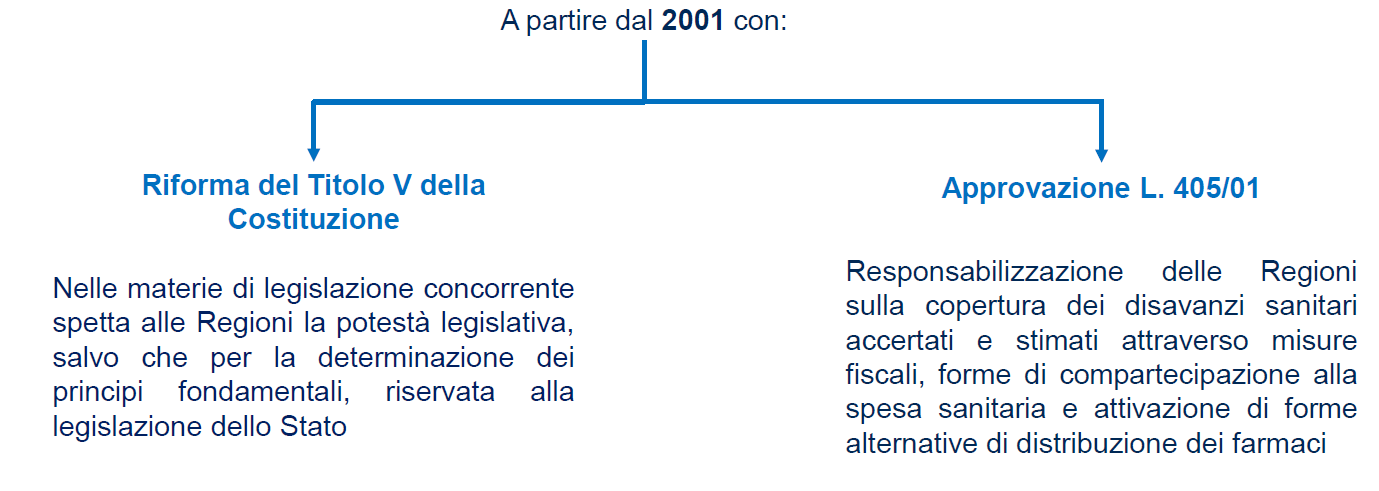 A partire dal 2001 con:
Riforma del Titolo V della
Costituzione
Nelle materie di legislazione concorrente
spetta alle Regioni la potestà legislativa,
salvo che per la determinazione dei
principi fondamentali, riservata alla
legislazione dello Stato
Approvazione L. 405/01
Responsabilizzazione delle Regioni
sulla copertura dei disavanzi sanitari
accertati e stimati attraverso misure
fiscali, forme di compartecipazione alla
spesa sanitaria e attivazione di forme
alternative di distribuzione dei farmaci